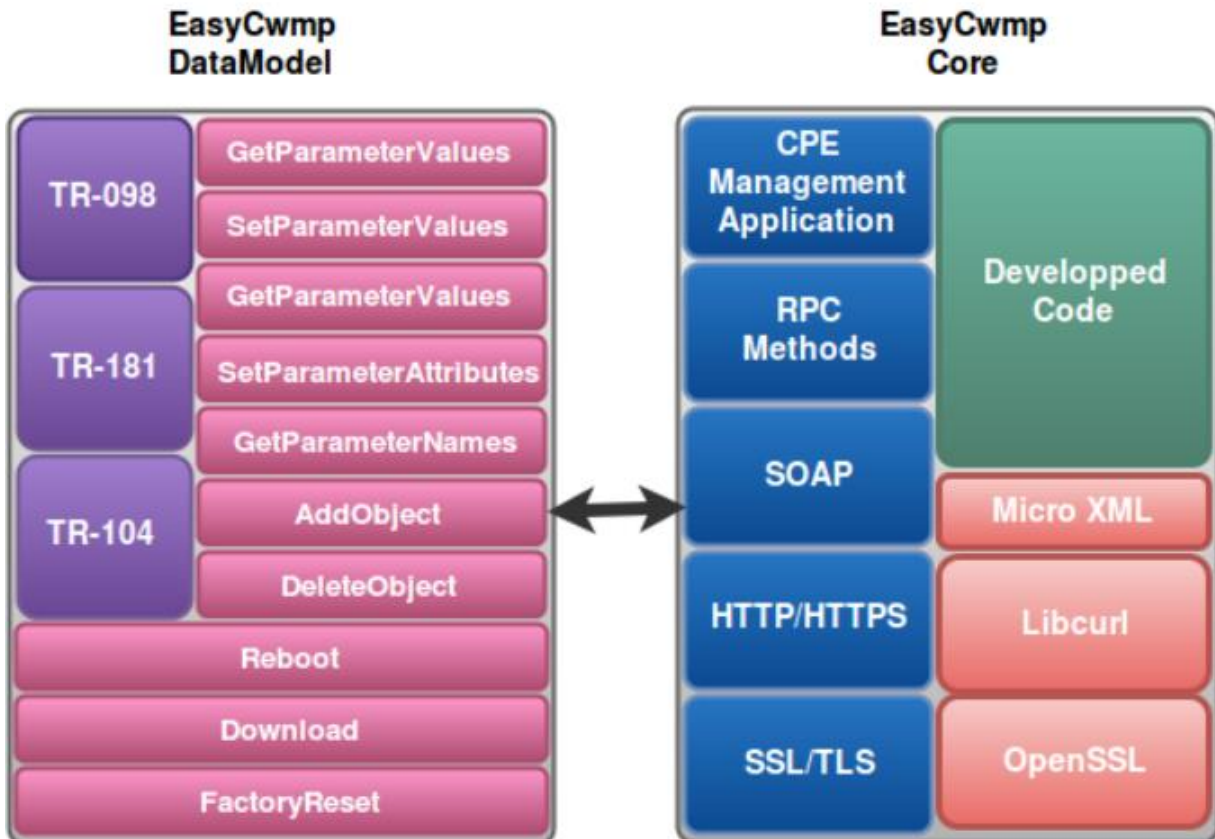 EasyCwmp
DataModel
TR-098
TR-181
TR-104
GetParameterValues
SetParameterValues
GetParameterValues
SetParameterAttributes
GetParameterNames
AddObject
DeleteObject
Reboot
Download
FactoryReset
EasyCwmp
Core
CPE
Management
Application
RPC
Methods
SOAP
HTTP/HTTPS
SSL/TLS
Developped
Code
Micro XML
Libcurl
OpenSSL